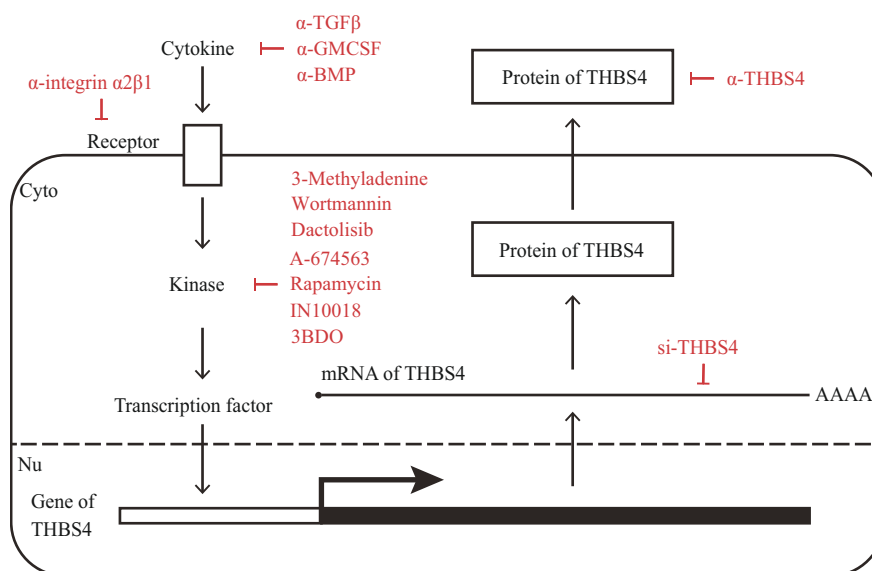 α-TGFβ
Cytokine
α-GMCSF
α-BMP
Protein of THBS4
α-THBS4
α-integrin α2β1
Receptor
Cyto
3-Methyladenine
Wortmannin
Dactolisib
A-674563
Kinase
Rapamycin
IN10018
3BDO
Protein of THBS4
si-THBS4
mRNA of THBS4
AAAA
Transcription factor
Nu
Gene of
THBS4